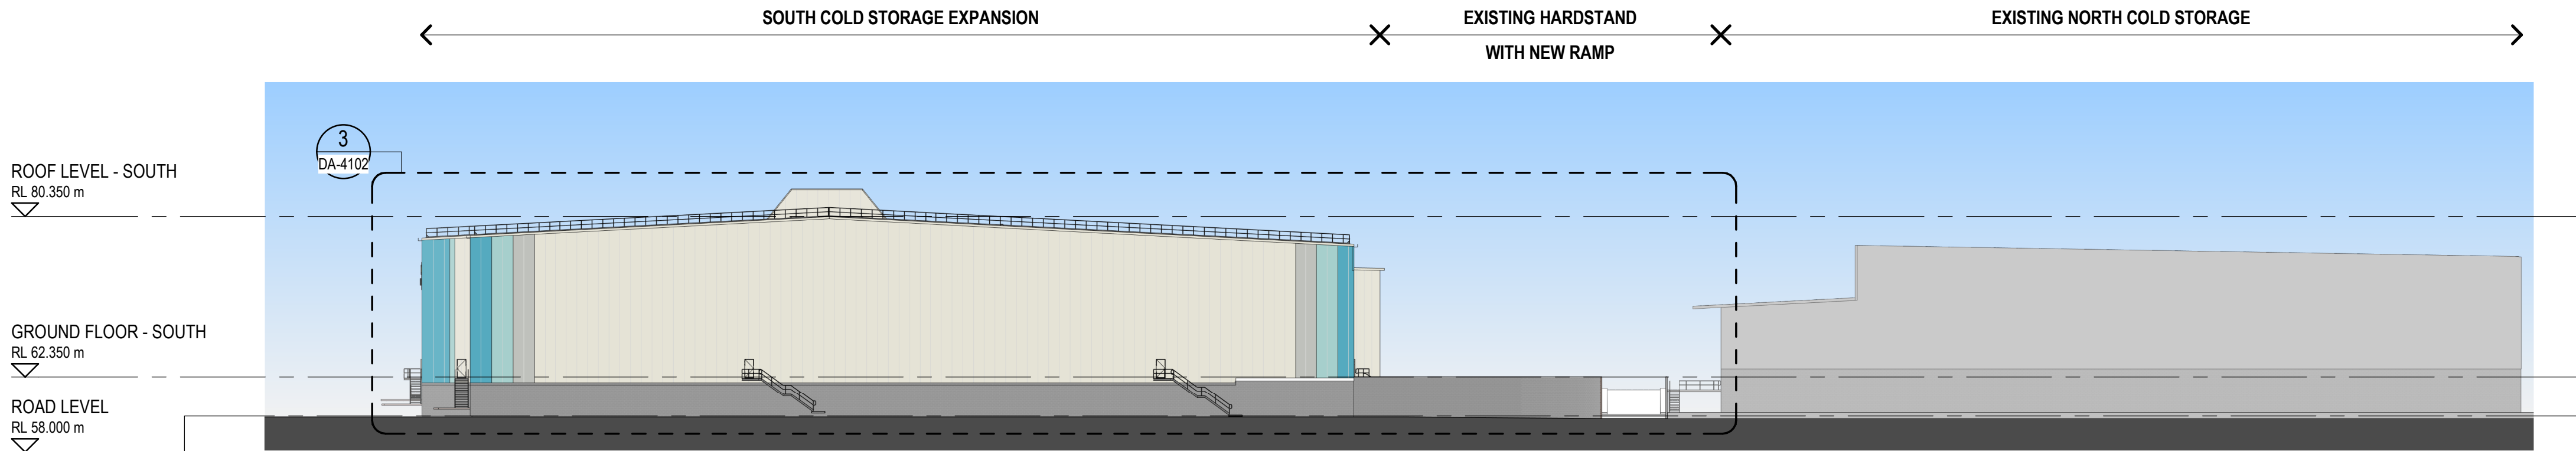 SOUTH COLD STORAGE EXPANSION
EXISTING HARDSTAND
WITH NEW RAMP
EXISTING NORTH COLD STORAGE
3
DA-4102
ROOF LEVEL - SOUTH
RL 80.350 m
GROUND FLOOR - SOUTH
RL 62.350 m
ROAD LEVEL
RL 58.000 m